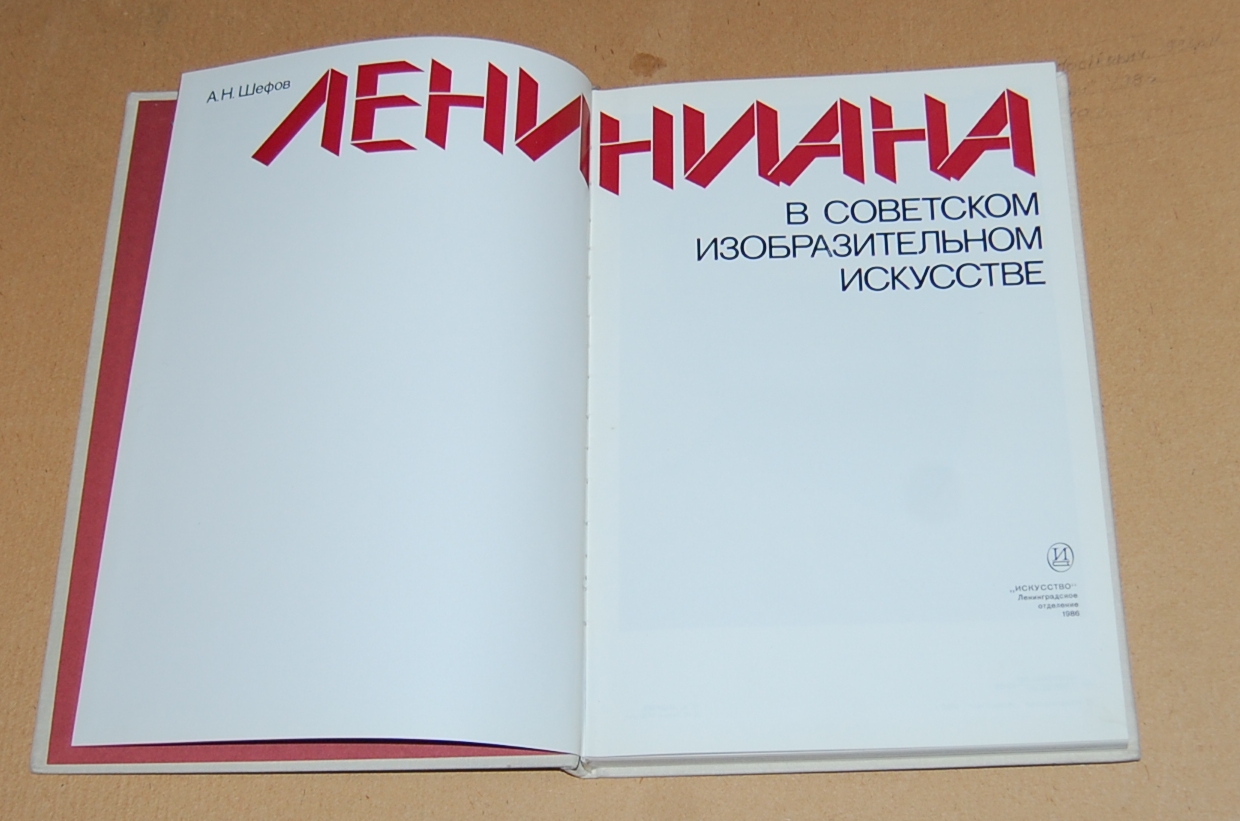 А.Н. Шефов
ЛЕНИНИАНА
В СОВЕТСКОМ
ИЗОБРАЗИТЕЛЬНОМ
ИСКУССТВЕ
И
„ИСКУССТВО“
Ленинградское
отделение
1986